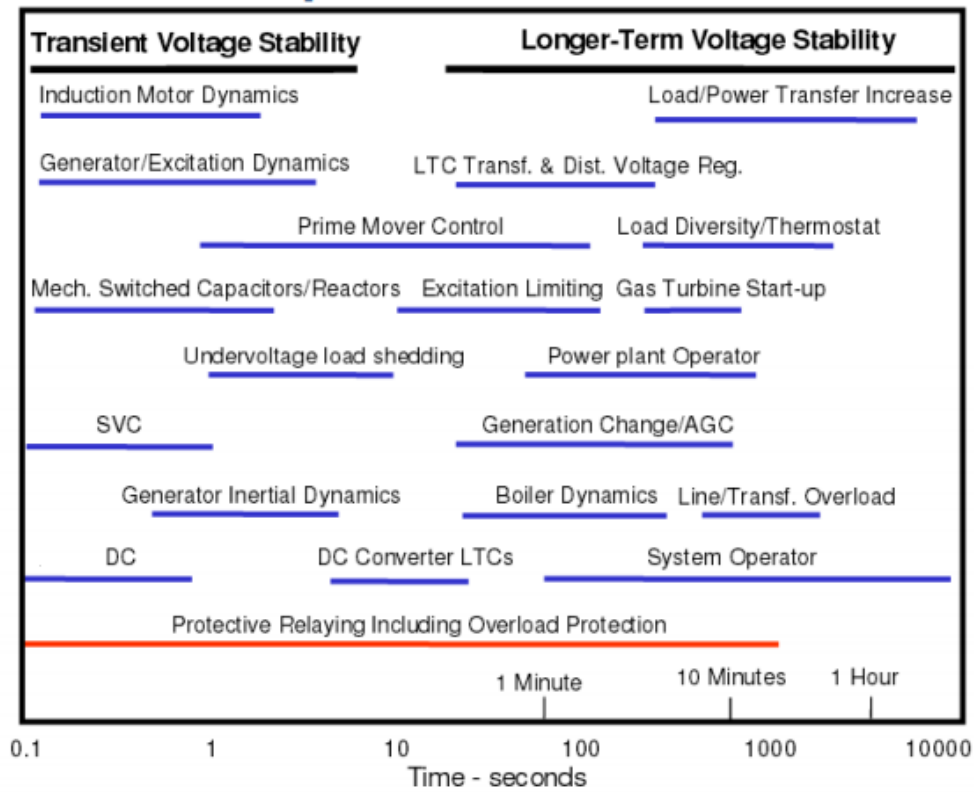 Transient Voltage Stability
Longer-Term Voltage Stability
Induction Motor Dynamics
Load/Power Transfer Increase
Generator/Excitation Dynamics
LTC Transf. & Dist. Voltage Reg.
Prime Mover Control
Load Diversity/Thermostat
Mech. Switched Capacitors/Reactors
Excitation Limiting
Gas Turbine Start-up
Undervoltage load shedding
Power plant Operator
SVC
Generation Change/AGC
Generator Inertial Dynamics
Boiler Dynamics
Line/Transf. Overload
DC
DC Converter LTCs
System Operator
Protective Relaying Including Overload Protection
1 Minute
10 Minutes
1 Hour
0.1
1
10
100
1000
10000
Time - seconds